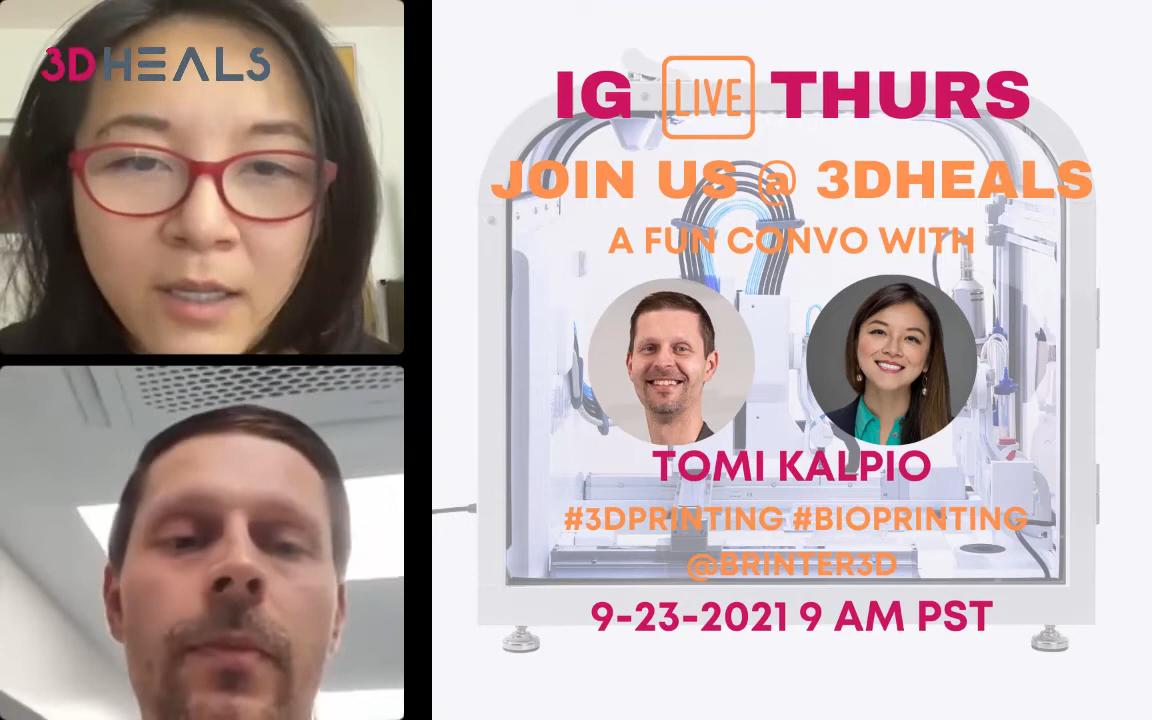 3DHEALS
IG LIVE THURS
JOIN US @ 3DHEALS
A FUN CONVO WITH
TOMI KALPIO
#3DPRINTING #BIOPRINTING
@BRINTER3D
9-23-2021 9 AM PST